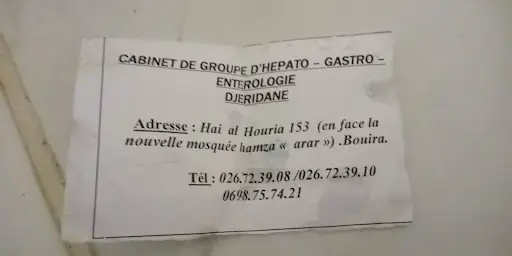 CABINET DE GROUPE D'HEPATO – GASTRO –
ENTEROLOGIE
DJERIDANE
Adresse : Hai al Houria 153 (en face la
nouvelle mosquée hamza « arar ») .Bouira.
Tél : 026.72.39.08 /026.72.39.10
0698.75.74.21